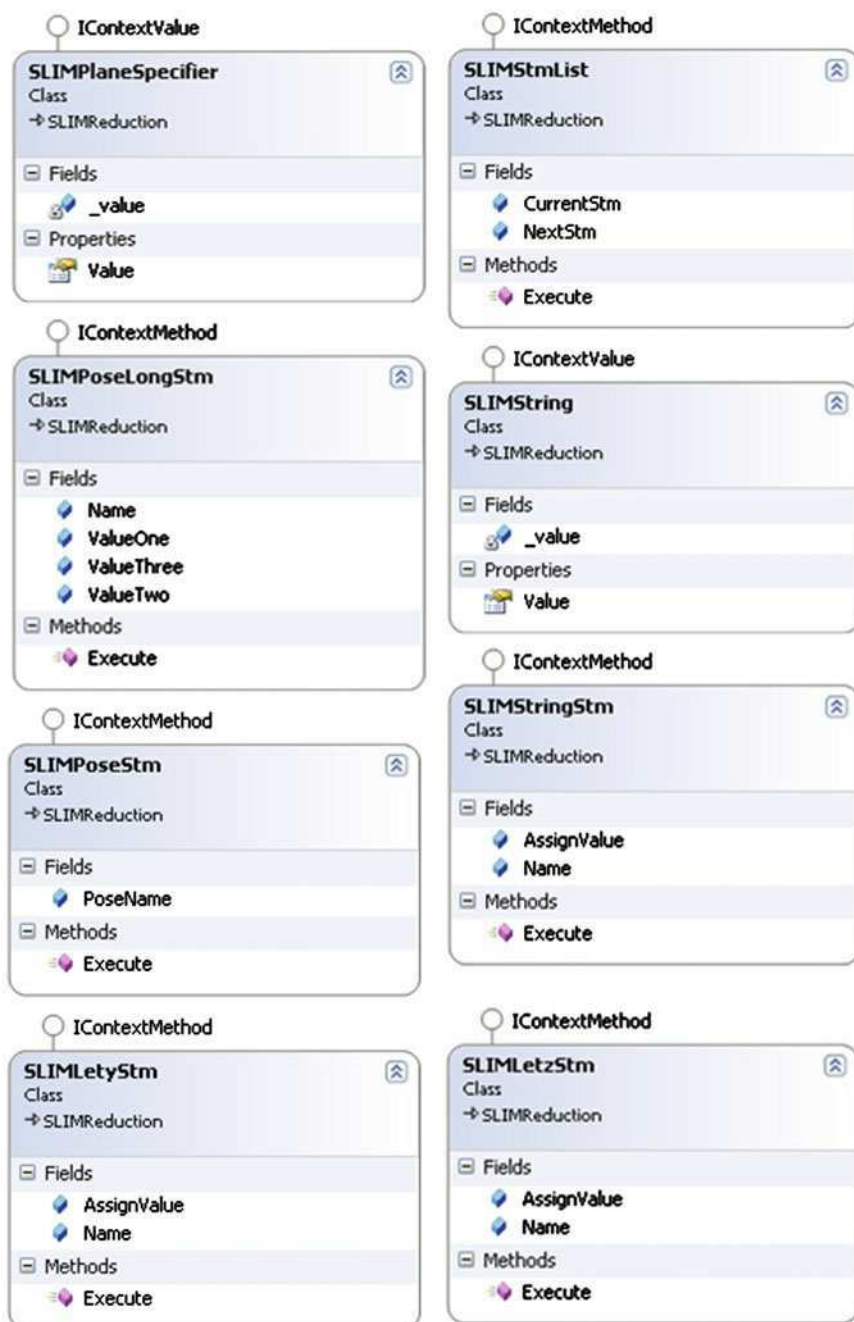 IContextValue
SLIMPlaneSpecifier
Class
SLIMReduction
Fields
_value
Properties
Value
IContextMethod
SLIMPoseLongStm
Class
SLIMReduction
Fields
Name
ValueOne
ValueThree
ValueTwo
Methods
Execute
IContextMethod
SLIMPoseStm
Class
SLIMReduction
Fields
PoseName
Methods
Execute
IContextMethod
SLIMLetyStm
Class
SLIMReduction
Fields
AssignValue
Name
Methods
Execute
IContextMethod
SLIMStmList
Class
SLIMReduction
Fields
CurrentStm
NextStm
Methods
Execute
IContextValue
SLIMString
Class
SLIMReduction
Fields
_value
Properties
Value
IContextMethod
SLIMStringStm
Class
SLIMReduction
Fields
AssignValue
Name
Methods
Execute
IContextMethod
SLIMLetzStm
Class
SLIMReduction
Fields
AssignValue
Name
Methods
Execute